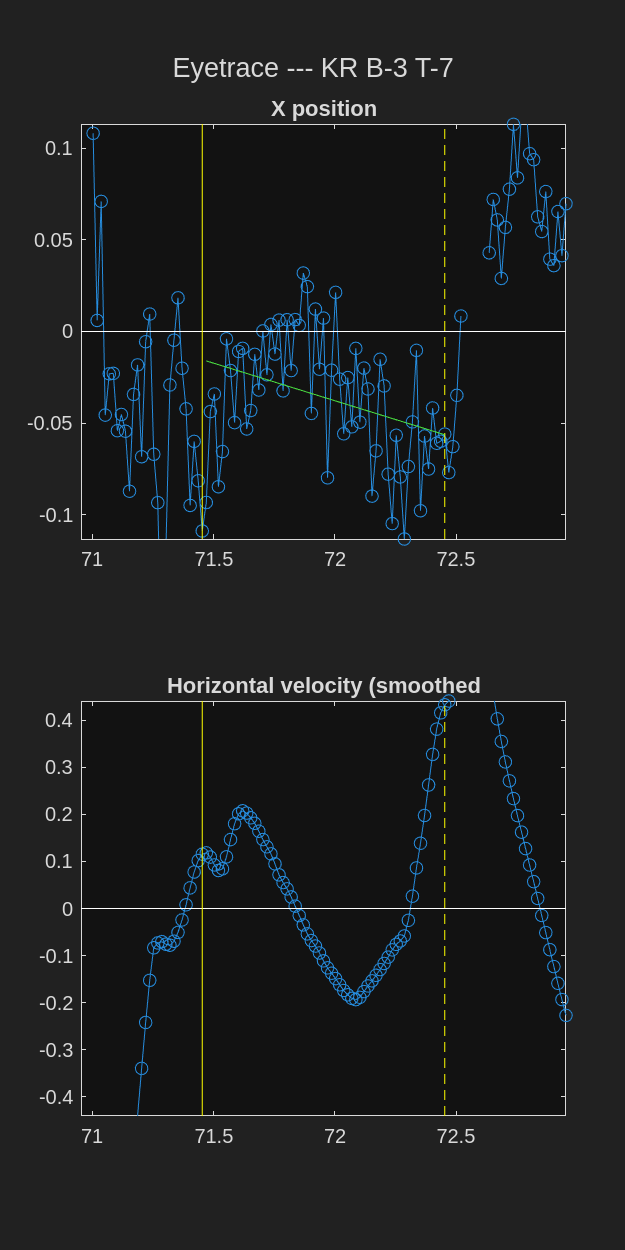 Eyetrace --- KR B-3 T-7
X position
0.1
0.05
0
-0.05
-0.1
71 71.5 72 72.5
Horizontal velocity (smoothed
0.4
0.3
0.2
0.1
0
-0.1
-0.2
-0.3
-0.4
71 71.5 72 72.5